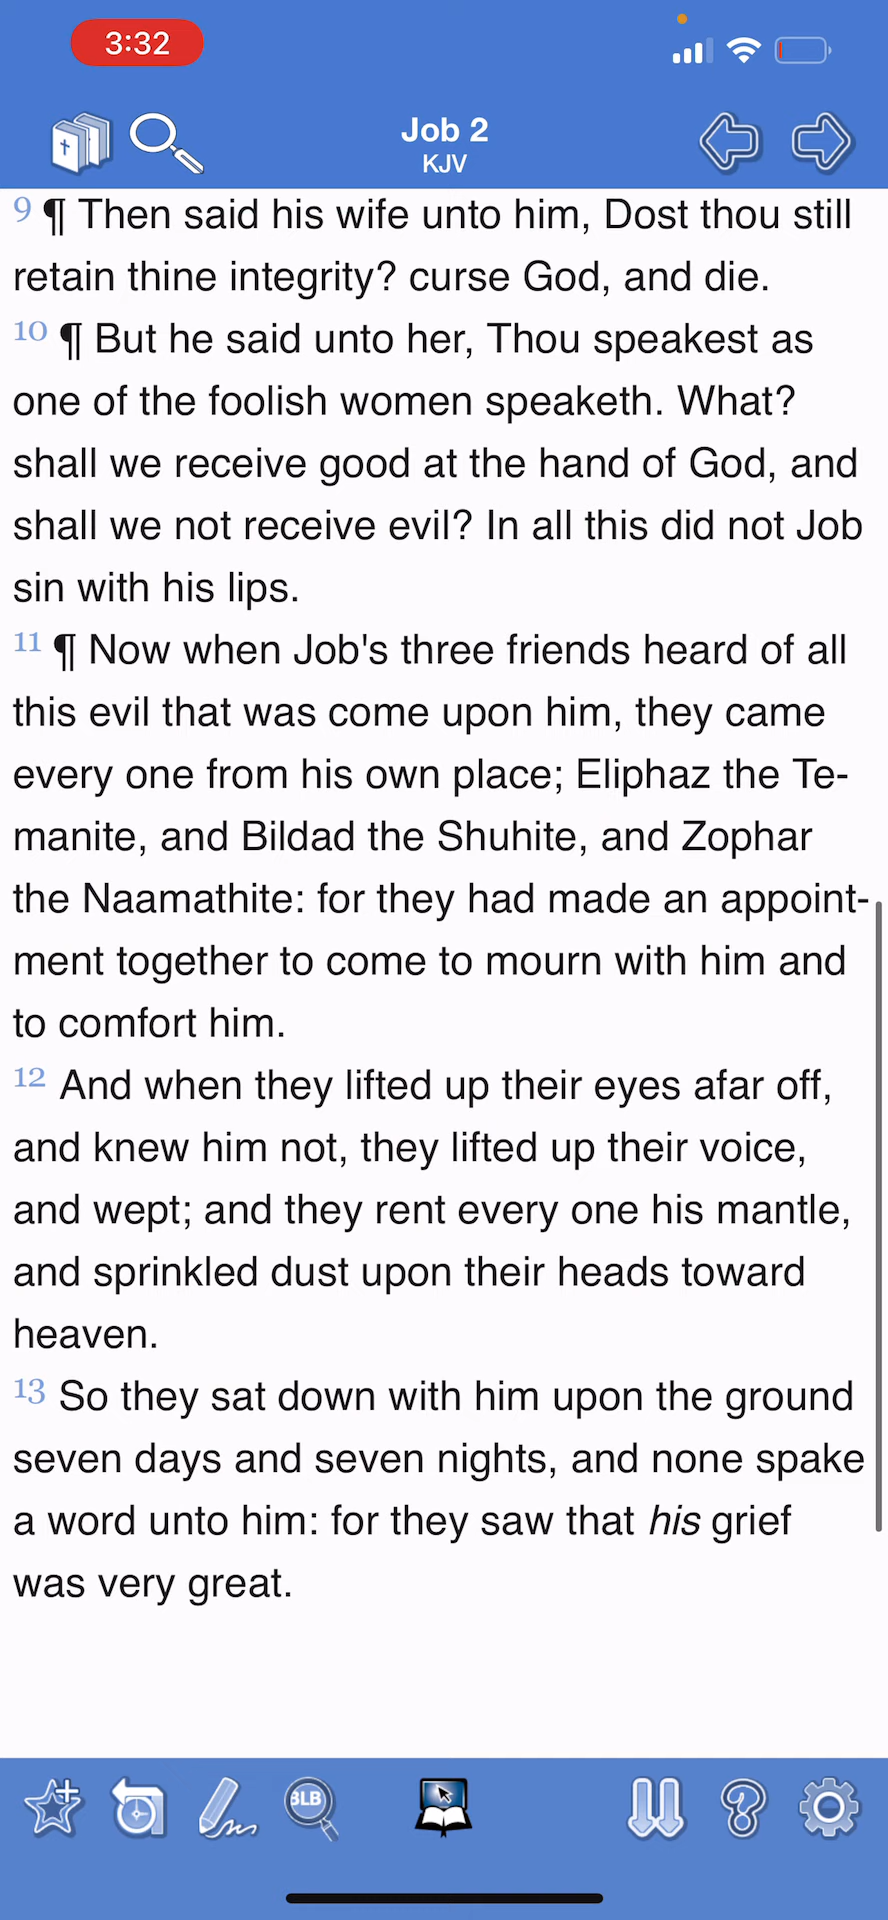 3:32
Job 2
KJV
9 ¶ Then said his wife unto him, Dost thou still
retain thine integrity? curse God, and die.
10 ¶ But he said unto her, Thou speakest as
one of the foolish women speaketh. What?
shall we receive good at the hand of God, and
shall we not receive evil? In all this did not Job
sin with his lips.
11 ¶ Now when Job's three friends heard of all
this evil that was come upon him, they came
every one from his own place; Eliphaz the Te-
manite, and Bildad the Shuhite, and Zophar
the Naamathite: for they had made an appoint-
ment together to come to mourn with him and
to comfort him.
12 And when they lifted up their eyes afar off,
and knew him not, they lifted up their voice,
and wept; and they rent every one his mantle,
and sprinkled dust upon their heads toward
heaven.
13 So they sat down with him upon the ground
seven days and seven nights, and none spake
a word unto him: for they saw that his grief
was very great.
BLB